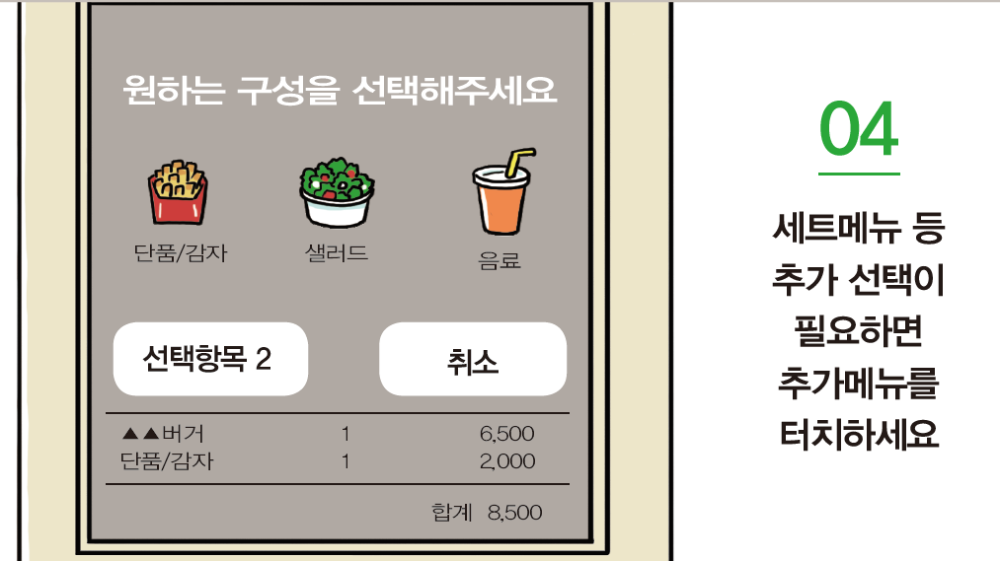 원하는 구성을 선택해주세요
단품/감자 샐러드 음료
선택항목 2 취소
▲▲버거 1 6,500
단품/감자 1 2,000
합계 8,500
04
세트메뉴 등
추가 선택이
필요하면
추가메뉴를
터치하세요